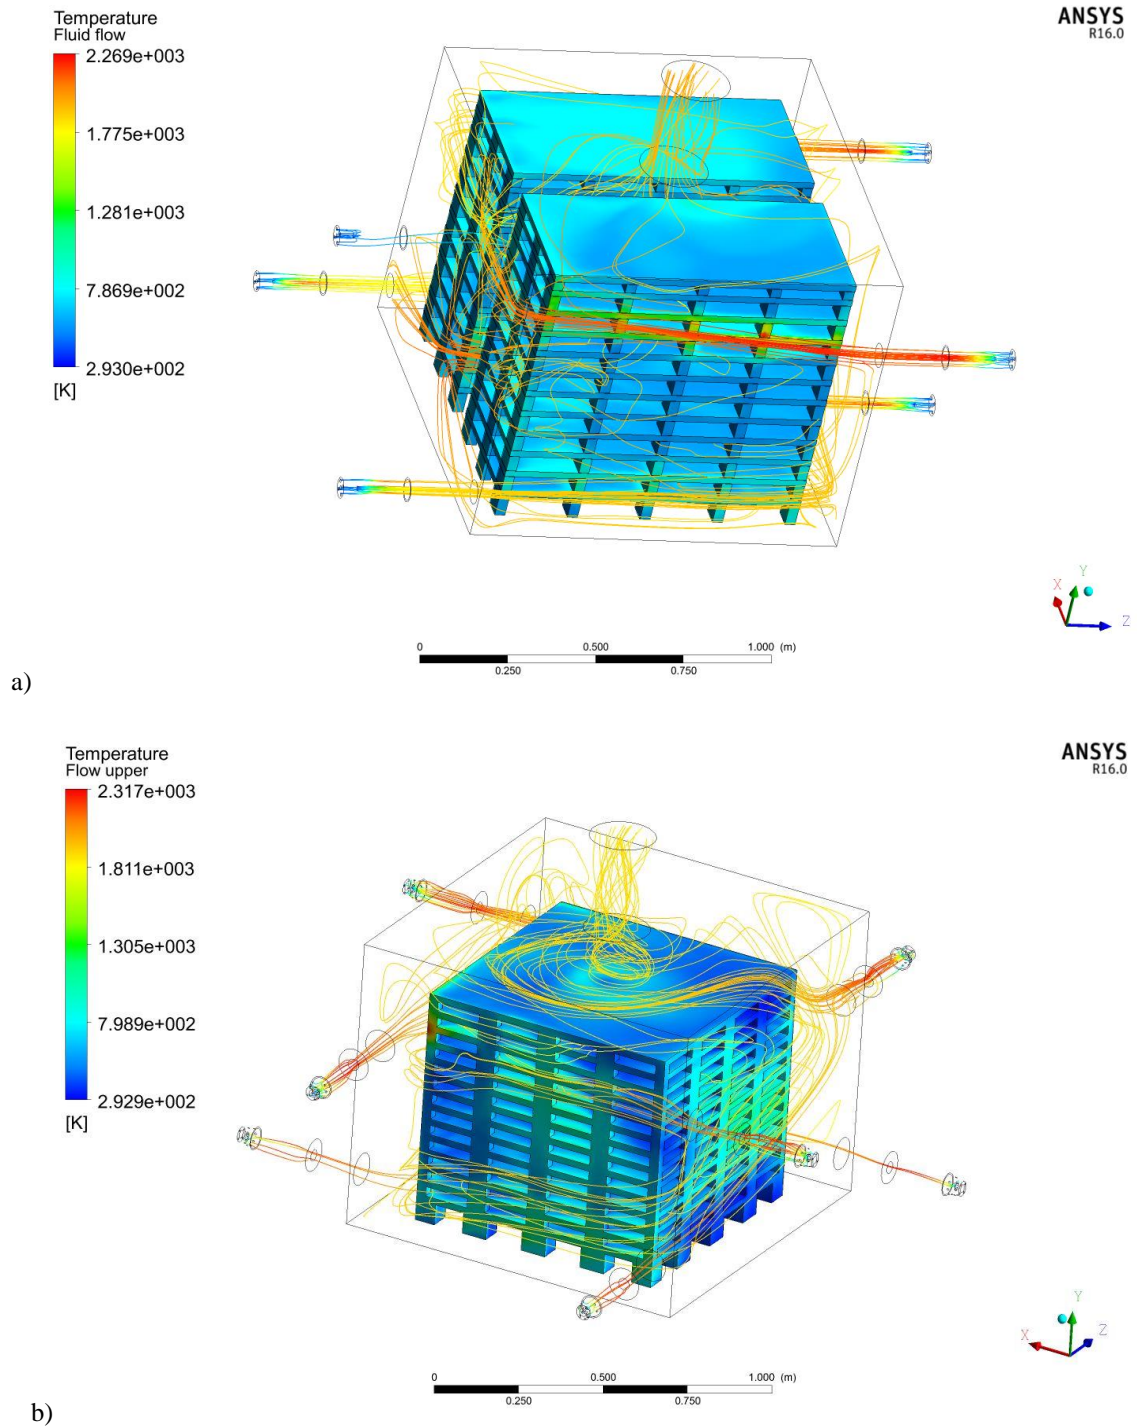 Temperature
Fluid flow
2.269e+003
1.775e+003
1.281e+003
7.869e+002
2.930e+002
[K]
ANSYS
R16.0
X
Y
Z
0
0.500
1.000 (m)
0.250
0.750
a)
Temperature
Flow upper
2.317e+003
1.811e+003
1.305e+003
7.989e+002
2.929e+002
[K]
ANSYS
R16.0
Y
X
Z
0
0.500
1.000 (m)
0.250
0.750
b)